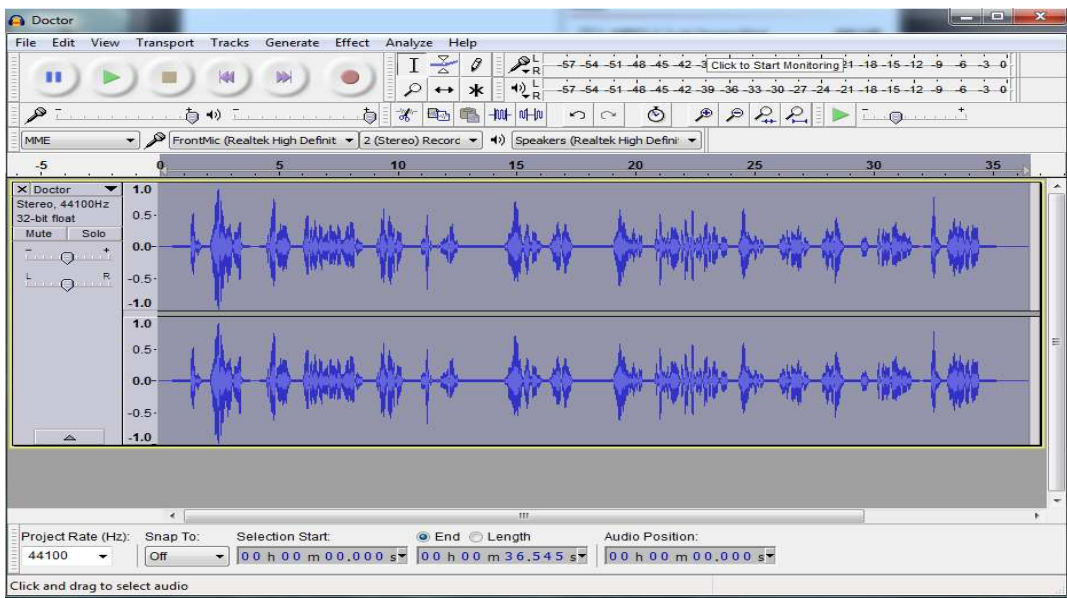 Doctor
File Edit View Transport Tracks Generate Effect Analyze Help
L R -57 -54 -51 -48 -45 -42 -3 Click to Start Monitoring 21 -18 -15 -12 -9 -6 -3 0
L R -57 -54 -51 -48 -45 -42 -39 -36 -33 -30 -27 -24 -21 -18 -15 -12 -9 -6 -3 0
MME FrontMic (Realtek High Definit 2 (Stereo) Record Speakers (Realtek High Defini
-5 0 5 10 15 20 25 30 35
X Doctor 1.0
Stereo, 44100Hz 0.5
32-bit float
Mute Solo
- + 0.0
L R -0.5
-1.0
1.0
0.5
0.0
-0.5
-1.0
Project Rate (Hz): Snap To: Selection Start: End Length Audio Position:
44100 Off 00 h 00 m 00.000 s 00 h 00 m 36.545 s 00 h 00 m 00.000 s
Click and drag to select audio